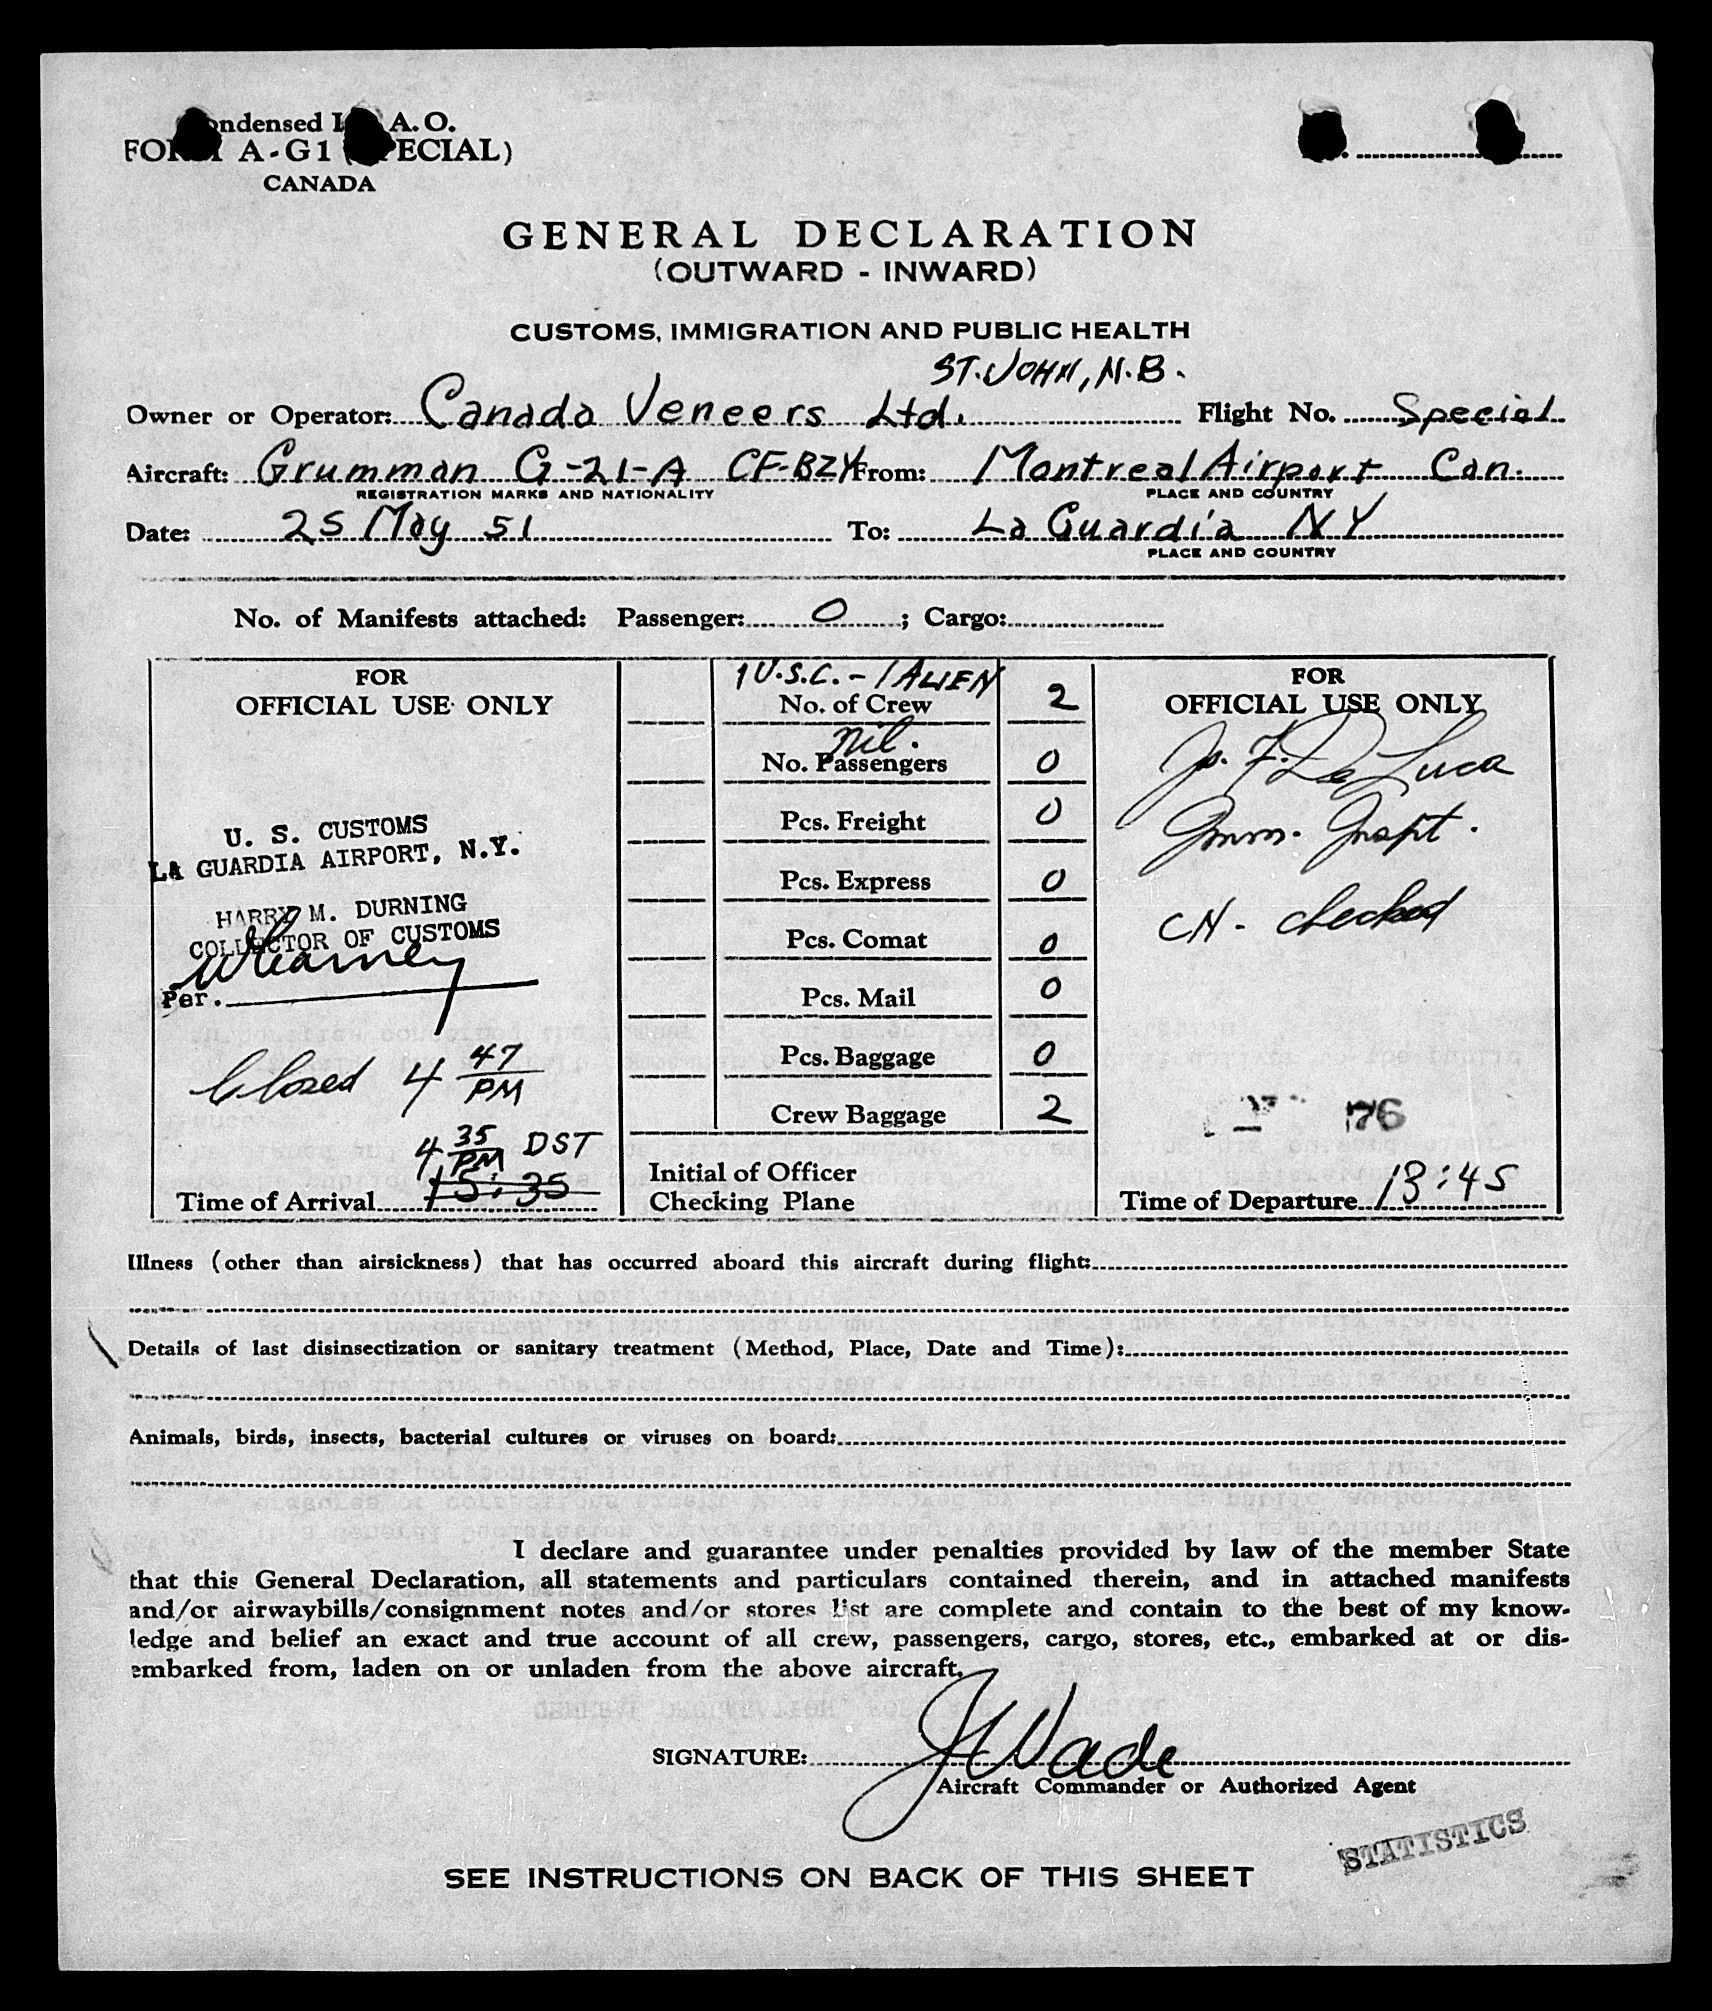 ondensed I A.O.
FOR A-G1 ( PECIAL)
CANADA
GENERAL DECLARATION
(OUTWARD - INWARD)
CUSTOMS, IMMIGRATION AND PUBLIC HEALTH
ST. JOHN, N.B.
Owner or Operator: Canada Veneers Ltd. Flight No. Special
Aircraft: Grumman G-21-A CF-BZY From: Montreal Airport Can.
REGISTRATION MARKS AND NATIONALITY PLACE AND COUNTRY
Date: 25 May 51 To: La Guardia NY
PLACE AND COUNTRY
No. of Manifests attached: Passenger: 0 ; Cargo:
FOR
OFFICIAL USE ONLY
U. S. CUSTOMS
LA GUARDIA AIRPORT, N.Y.
HARRY M. DURNING
COLLECTOR OF CUSTOMS
Per.
Closed 4 47 PM
4 35 PM DST
Time of Arrival 15:35
1 U.S.C. - 1 ALIEN
No. of Crew 2
nil.
No. Passengers 0
Pcs. Freight 0
Pcs. Express 0
Pcs. Comat 0
Pcs. Mail 0
Pcs. Baggage 0
Crew Baggage 2
Initial of Officer
Checking Plane
FOR
OFFICIAL USE ONLY
Jo. F. De Luca
Imm. Inspt.
CN - checked
76
Time of Departure 13:45
Illness (other than airsickness) that has occurred aboard this aircraft during flight:
Details of last disinsectization or sanitary treatment (Method, Place, Date and Time):
Animals, birds, insects, bacterial cultures or viruses on board:
I declare and guarantee under penalties provided by law of the member State
that this General Declaration, all statements and particulars contained therein, and in attached manifests
and/or airwaybills/consignment notes and/or stores list are complete and contain to the best of my know-
ledge and belief an exact and true account of all crew, passengers, cargo, stores, etc., embarked at or dis-
embarked from, laden on or unladen from the above aircraft.
SIGNATURE: J Wade
Aircraft Commander or Authorized Agent
STATISTICS
SEE INSTRUCTIONS ON BACK OF THIS SHEET